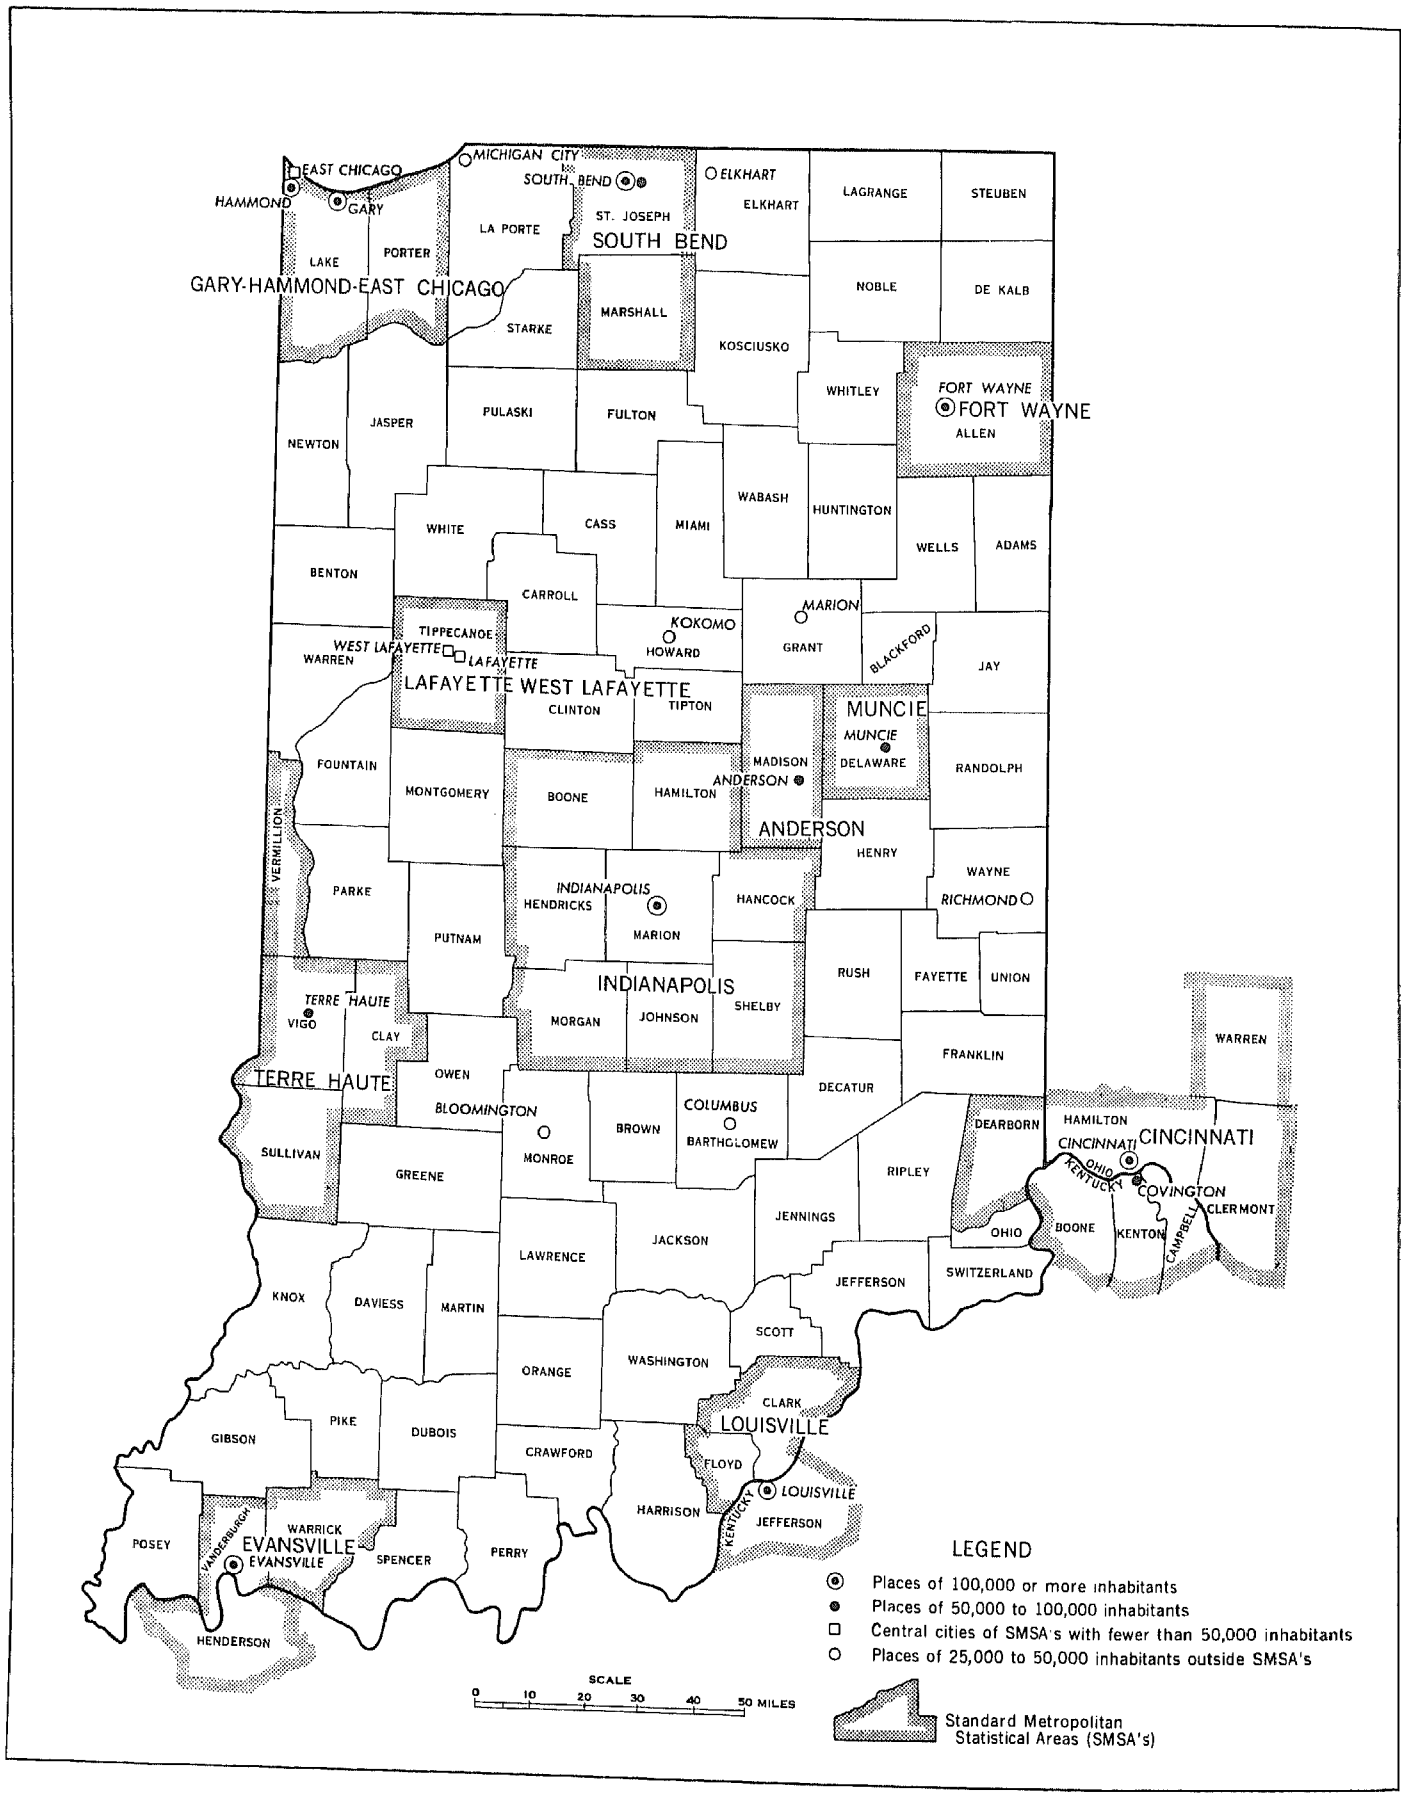 MICHIGAN CITY
EAST CHICAGO
SOUTH BEND
ELKHART
HAMMOND
GARY
ELKHART
LAGRANGE
STEUBEN
ST. JOSEPH
LA PORTE
SOUTH BEND
PORTER
LAKE
GARY-HAMMOND-EAST CHICAGO
NOBLE
DE KALB
MARSHALL
STARKE
KOSCIUSKO
FORT WAYNE
WHITLEY
FORT WAYNE
PULASKI
FULTON
JASPER
ALLEN
NEWTON
WABASH
HUNTINGTON
WHITE
CASS
MIAMI
WELLS
ADAMS
BENTON
CARROLL
MARION
KOKOMO
TIPPECANOE
WEST LAFAYETTE
HOWARD
GRANT
BLACKFORD
WARREN
LAFAYETTE
JAY
LAFAYETTE WEST LAFAYETTE
CLINTON
TIPTON
MUNCIE
MUNCIE
FOUNTAIN
MADISON
DELAWARE
RANDOLPH
ANDERSON
MONTGOMERY
BOONE
HAMILTON
ANDERSON
VERMILLION
HENRY
WAYNE
PARKE
INDIANAPOLIS
HENDRICKS
HANCOCK
RICHMOND
PUTNAM
MARION
RUSH
FAYETTE
UNION
INDIANAPOLIS
TERRE HAUTE
VIGO
CLAY
MORGAN
JOHNSON
SHELBY
WARREN
FRANKLIN
TERRE HAUTE
OWEN
DECATUR
BLOOMINGTON
COLUMBUS
DEARBORN
HAMILTON
BROWN
BARTHOLOMEW
CINCINNATI
CINCINNATI
SULLIVAN
MONROE
GREENE
RIPLEY
OHIO
KENTUCKY
COVINGTON
CLERMONT
JENNINGS
OHIO
BOONE
KENTON
CAMPBELL
LAWRENCE
JACKSON
JEFFERSON
SWITZERLAND
KNOX
DAVIESS
MARTIN
SCOTT
ORANGE
WASHINGTON
CLARK
PIKE
DUBOIS
LOUISVILLE
GIBSON
CRAWFORD
FLOYD
LOUISVILLE
HARRISON
KENTUCKY
JEFFERSON
POSEY
VANDERBURGH
WARRICK
EVANSVILLE
EVANSVILLE
SPENCER
PERRY
HENDERSON
LEGEND
Places of 100,000 or more inhabitants
Places of 50,000 to 100,000 inhabitants
Central cities of SMSA's with fewer than 50,000 inhabitants
Places of 25,000 to 50,000 inhabitants outside SMSA's
Standard Metropolitan
Statistical Areas (SMSA's)
SCALE
0 10 20 30 40 50 MILES